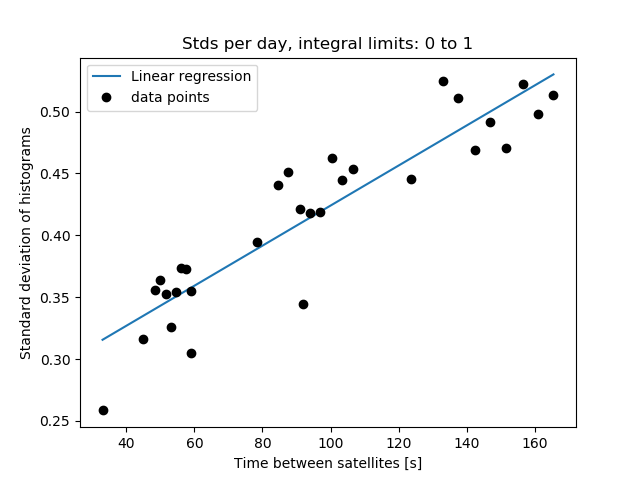 Stds per day, integral limits: 0 to 1
Linear regression
data points
0.50
0.45
0.40
0.35
0.30
0.25
Standard deviation of histograms
40 60 80 100 120 140 160
Time between satellites [s]